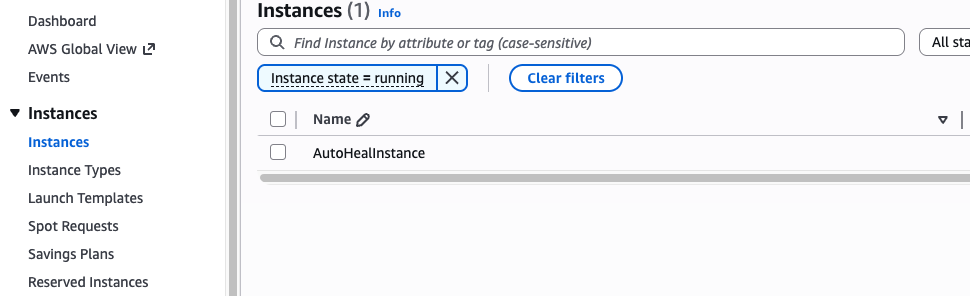 Dashboard
AWS Global View
Events
Instances
Instances
Instance Types
Launch Templates
Spot Requests
Savings Plans
Reserved Instances
Instances (1) Info
Find Instance by attribute or tag (case-sensitive)
All sta
Instance state = running
Clear filters
Name
AutoHealInstance